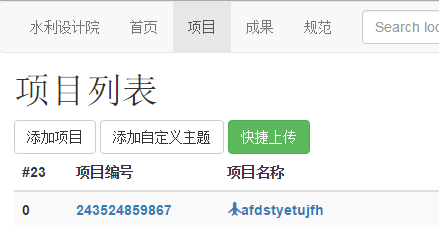 水利设计院 首页 项目 成果 规范 Search loc
项目列表
添加项目 添加自定义主题 快捷上传
#23 项目编号 项目名称
0 243524859867 afdstyetujfh